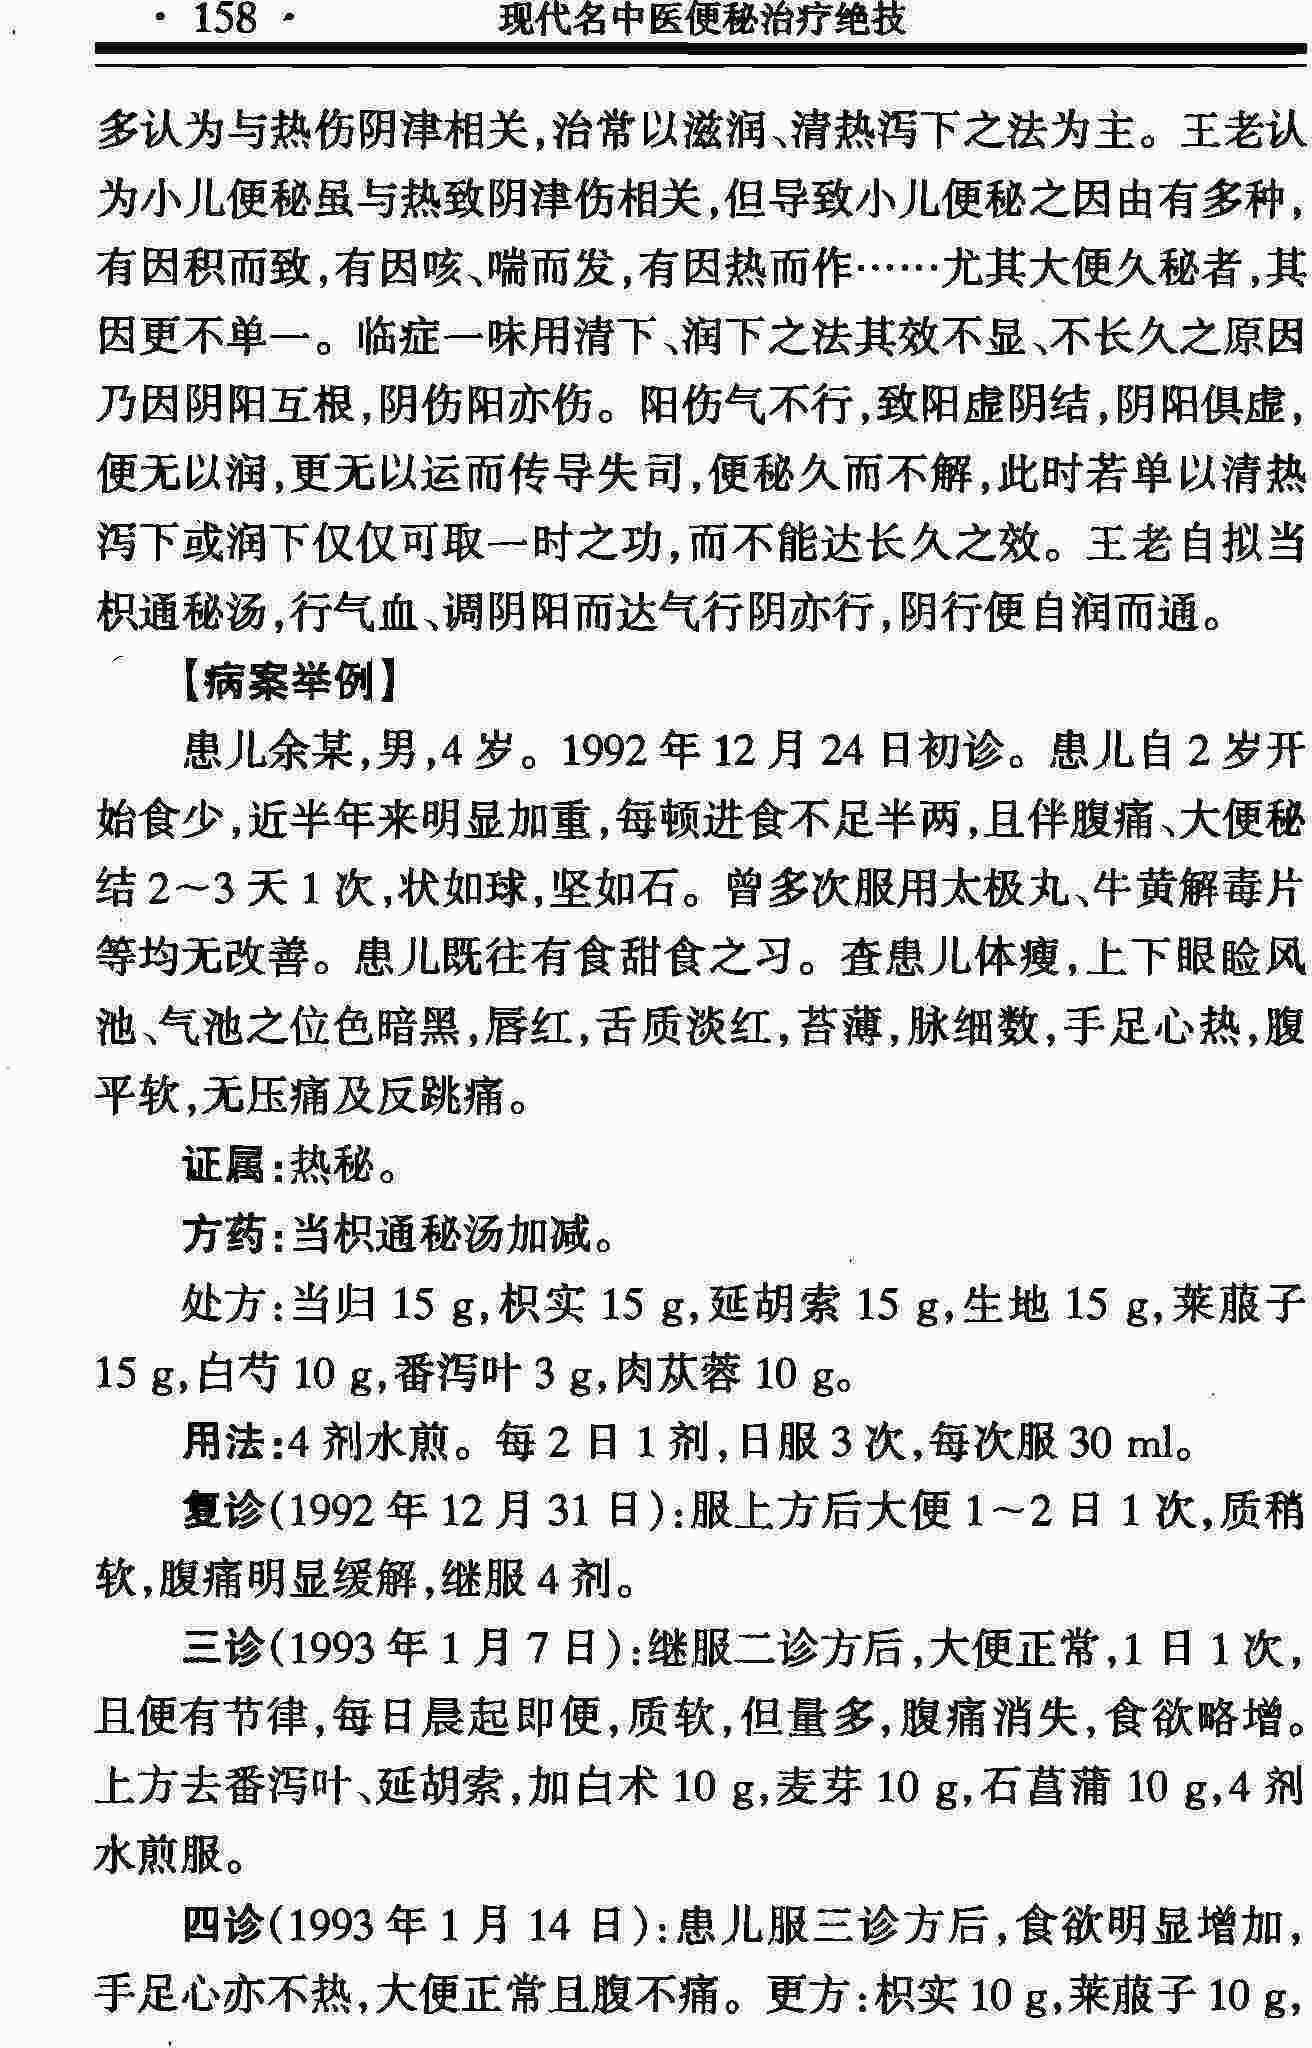 · 158 · 现代名中医便秘治疗绝技
多认为与热伤阴津相关,治常以滋润、清热泻下之法为主。王老认
为小儿便秘虽与热致阴津伤相关,但导致小儿便秘之因由有多种,
有因积而致,有因咳、喘而发,有因热而作……尤其大便久秘者,其
因更不单一。临症一味用清下、润下之法其效不显、不长久之原因
乃因阴阳互根,阴伤阳亦伤。阳伤气不行,致阳虚阴结,阴阳俱虚,
便无以润,更无以运而传导失司,便秘久而不解,此时若单以清热
泻下或润下仅仅可取一时之功,而不能达长久之效。王老自拟当
枳通秘汤,行气血、调阴阳而达气行阴亦行,阴行便自润而通。
【病案举例】
患儿余某,男,4 岁。1992 年 12 月 24 日初诊。患儿自 2 岁开
始食少,近半年来明显加重,每顿进食不足半两,且伴腹痛、大便秘
结 2～3 天 1 次,状如球,坚如石。曾多次服用太极丸、牛黄解毒片
等均无改善。患儿既往有食甜食之习。查患儿体瘦,上下眼睑风
池、气池之位色暗黑,唇红,舌质淡红,苔薄,脉细数,手足心热,腹
平软,无压痛及反跳痛。
证属:热秘。
方药:当枳通秘汤加减。
处方:当归 15 g,枳实 15 g,延胡索 15 g,生地 15 g,莱菔子
15 g,白芍 10 g,番泻叶 3 g,肉苁蓉 10 g。
用法:4 剂水煎。每 2 日 1 剂,日服 3 次,每次服 30 ml。
复诊(1992 年 12 月 31 日):服上方后大便 1～2 日 1 次,质稍
软,腹痛明显缓解,继服 4 剂。
三诊(1993 年 1 月 7 日):继服二诊方后,大便正常,1 日 1 次,
且便有节律,每日晨起即便,质软,但量多,腹痛消失,食欲略增。
上方去番泻叶、延胡索,加白术 10 g,麦芽 10 g,石菖蒲 10 g,4 剂
水煎服。
四诊(1993 年 1 月 14 日):患儿服三诊方后,食欲明显增加,
手足心亦不热,大便正常且腹不痛。更方:枳实 10 g,莱菔子 10 g,